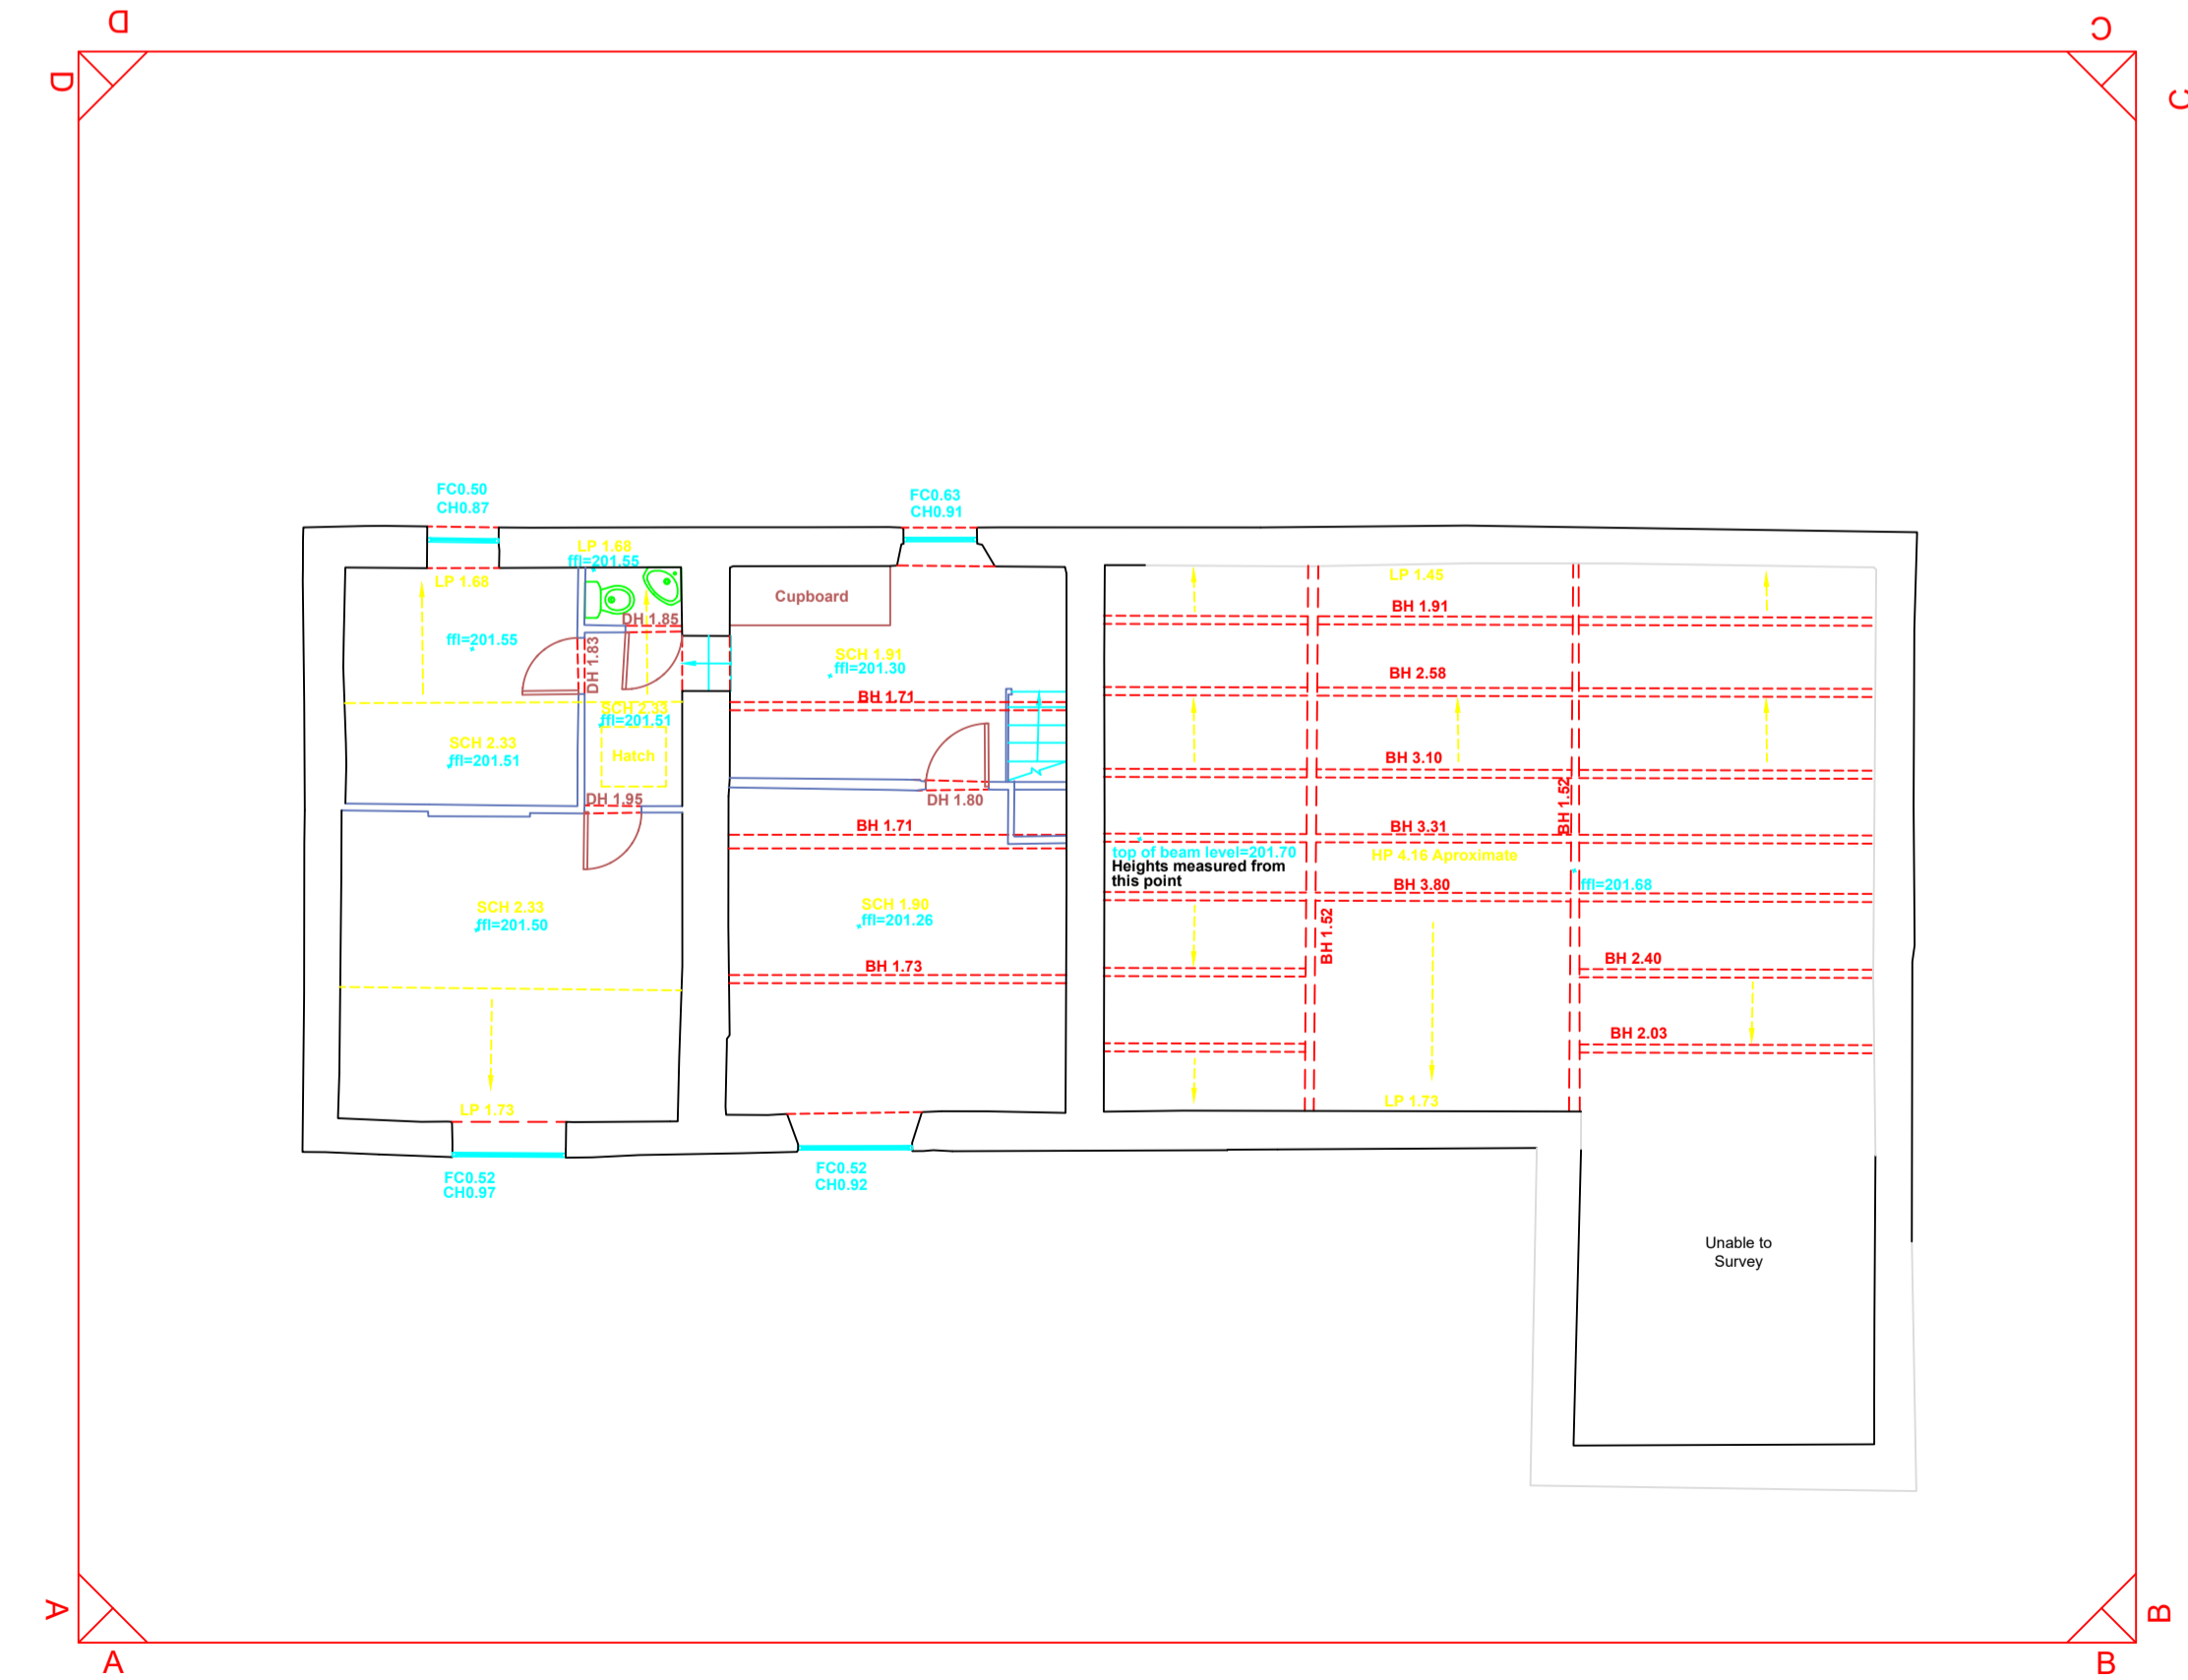 D
C
D
C
FC0.50
CH0.87
FC0.63
CH0.91
LP 1.68
ffl=201.55
LP 1.68
LP 1.45
Cupboard
BH 1.91
DH 1.85
ffl=201.55
DH 1.83
SCH 1.91
ffl=201.30
BH 2.58
BH 1.71
SCH 2.33
ffl=201.51
SCH 2.33
ffl=201.51
Hatch
BH 3.10
DH 1.95
DH 1.80
BH 1.52
BH 1.71
BH 3.31
top of beam level=201.70
Heights measured from
this point
HP 4.16 Aproximate
BH 3.80
ffl=201.68
SCH 2.33
ffl=201.50
SCH 1.90
ffl=201.26
BH 1.52
BH 1.73
BH 2.40
BH 2.03
LP 1.73
LP 1.73
FC0.52
CH0.97
FC0.52
CH0.92
Unable to
Survey
A
B
A
B